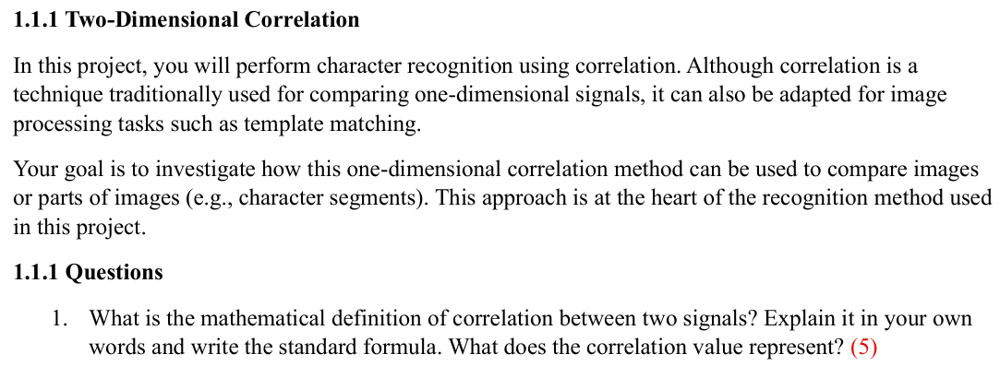 1.1.1 Two-Dimensional Correlation
In this project, you will perform character recognition using correlation. Although correlation is a
technique traditionally used for comparing one-dimensional signals, it can also be adapted for image
processing tasks such as template matching.
Your goal is to investigate how this one-dimensional correlation method can be used to compare images
or parts of images (e.g., character segments). This approach is at the heart of the recognition method used
in this project.
1.1.1 Questions
1. What is the mathematical definition of correlation between two signals? Explain it in your own
words and write the standard formula. What does the correlation value represent? (5)